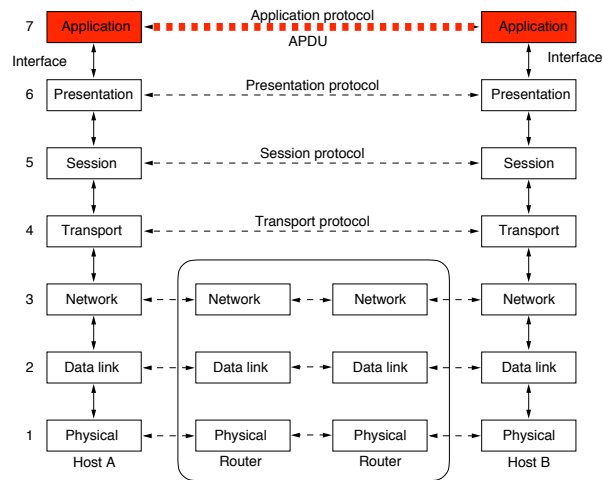 Application protocol
7 Application Application
APDU
Interface Interface
Presentation protocol
6 Presentation Presentation
Session protocol
5 Session Session
Transport protocol
4 Transport Transport
3 Network Network Network Network
2 Data link Data link Data link Data link
1 Physical Physical Physical Physical
Host A Router Router Host B